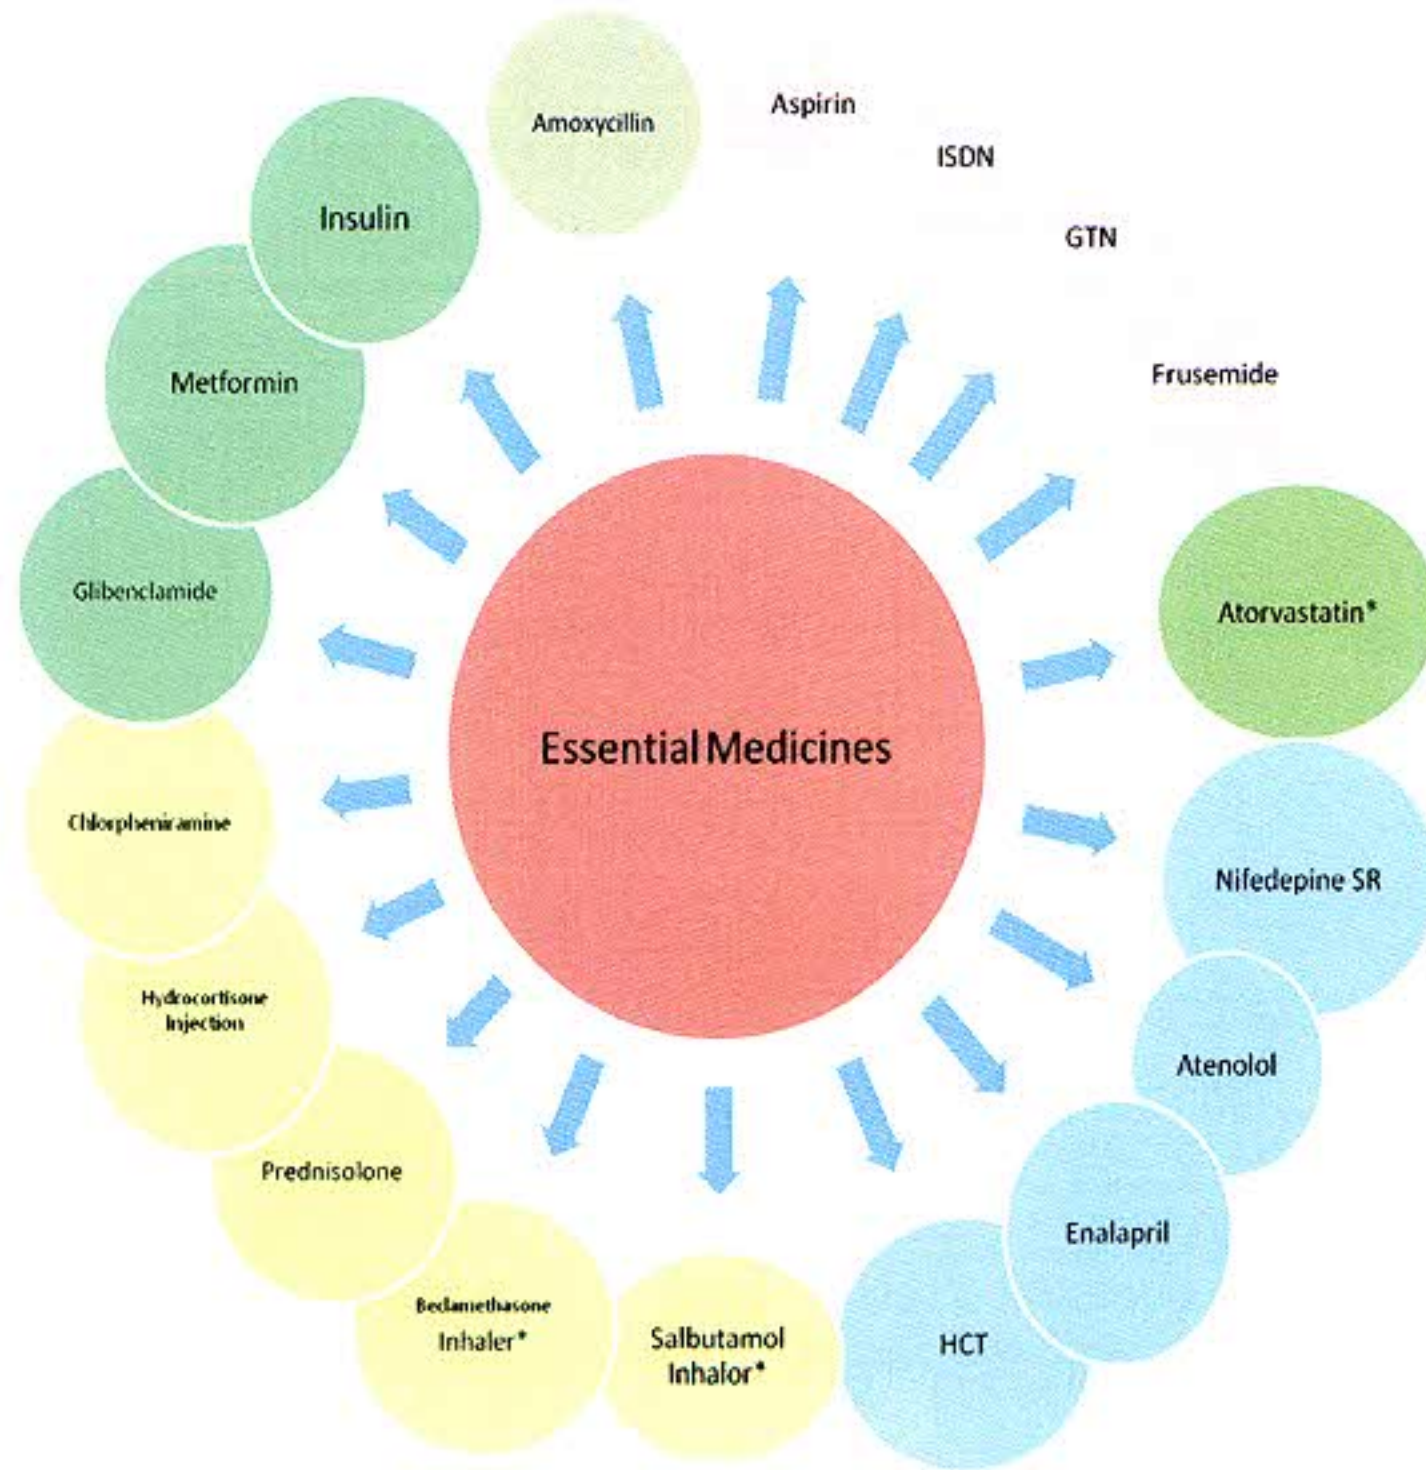 Amoxycillin
Aspirin
ISDN
GTN
Frusemide
Atorvastatin*
Nifedepine SR
Atenolol
Enalapril
HCT
Salbutamol
Inhalor*
Beclamethasone
Inhaler*
Prednisolone
Hydrocortisone
Injection
Chlorpheniramine
Glibenclamide
Metformin
Insulin
Essential Medicines